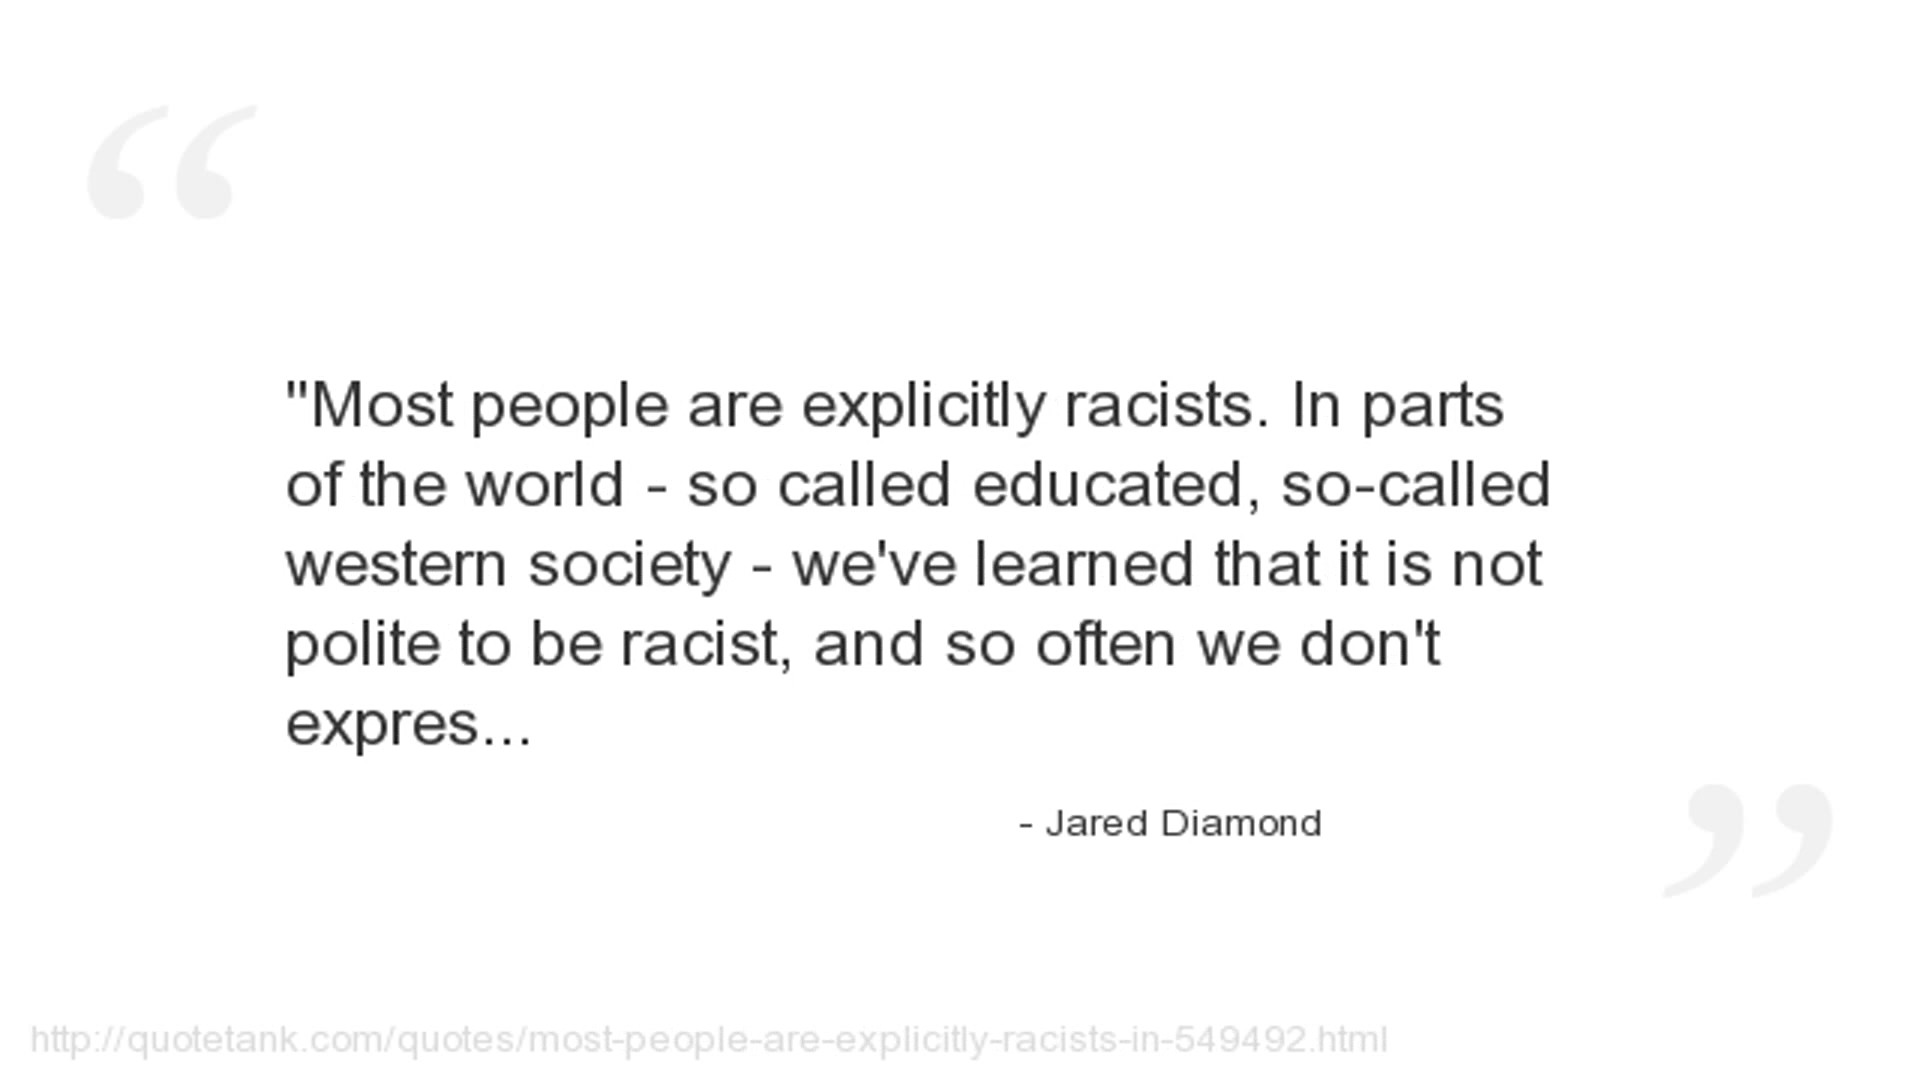 "Most people are explicitly racists. In parts
of the world - so called educated, so-called
western society - we've learned that it is not
polite to be racist, and so often we don't
expres...
- Jared Diamond
http://quotetank.com/quotes/most-people-are-explicitly-racists-in-549492.html